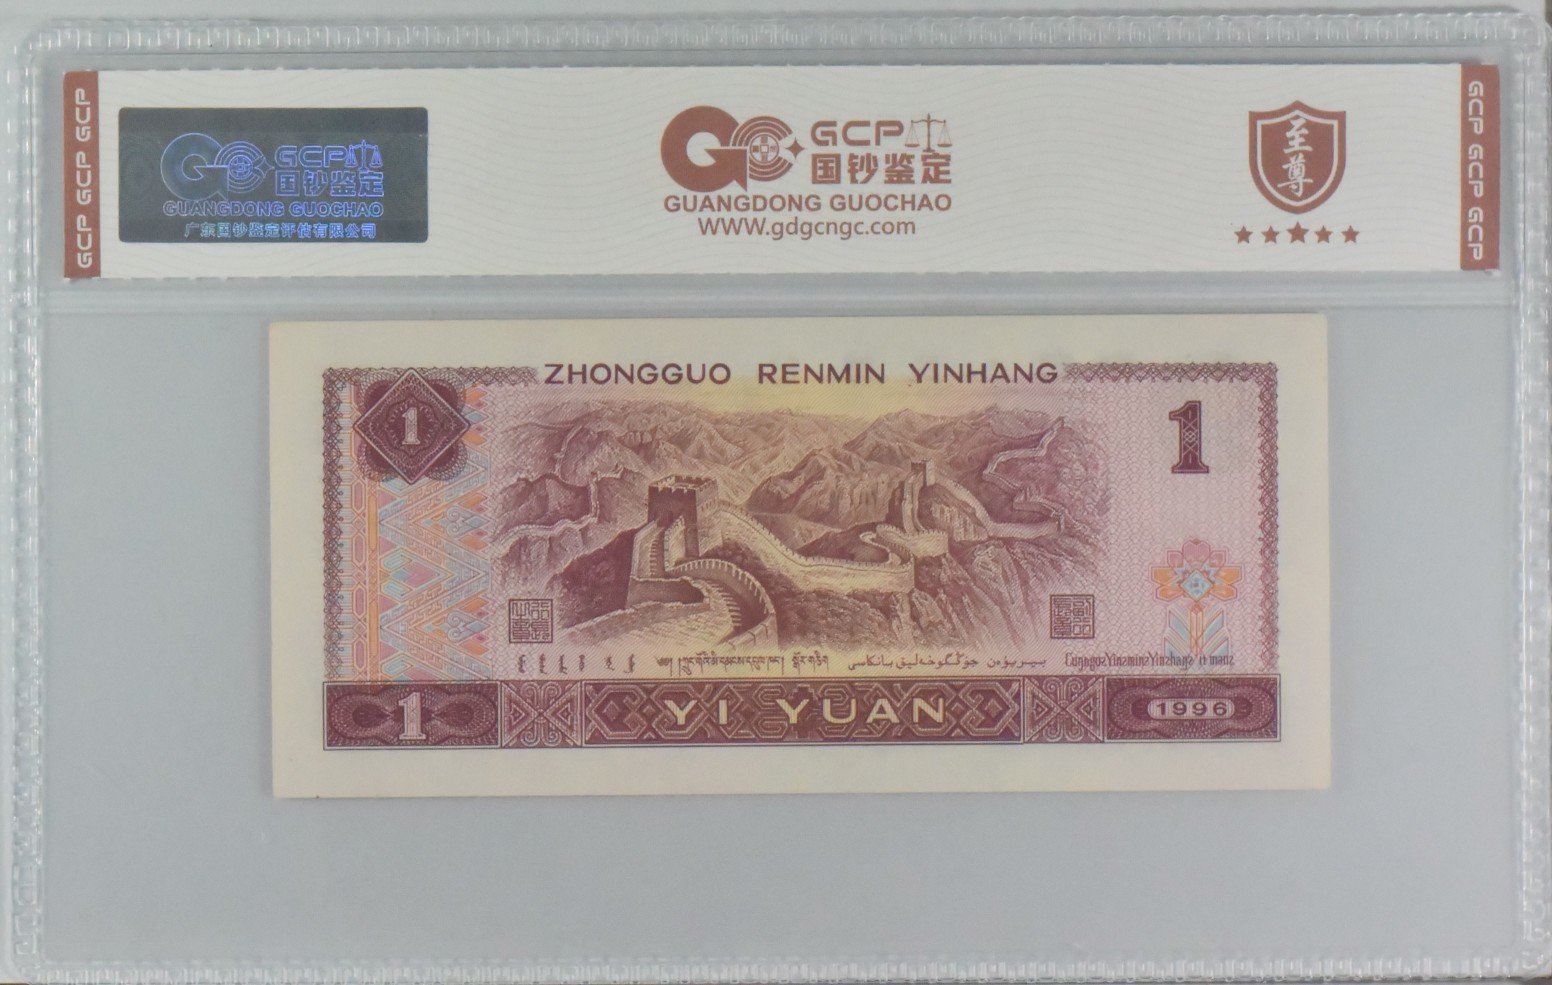 GCP GCP GCP
GCP
国钞鉴定
GUANGDONG GUOCHAO
广东国钞鉴定评估有限公司
GCP
国钞鉴定
GUANGDONG GUOCHAO
WWW.gdgcngc.com
至尊
GCP GCP GCP
ZHONGGUO RENMIN YINHANG
1
1
1
YI YUAN
1996